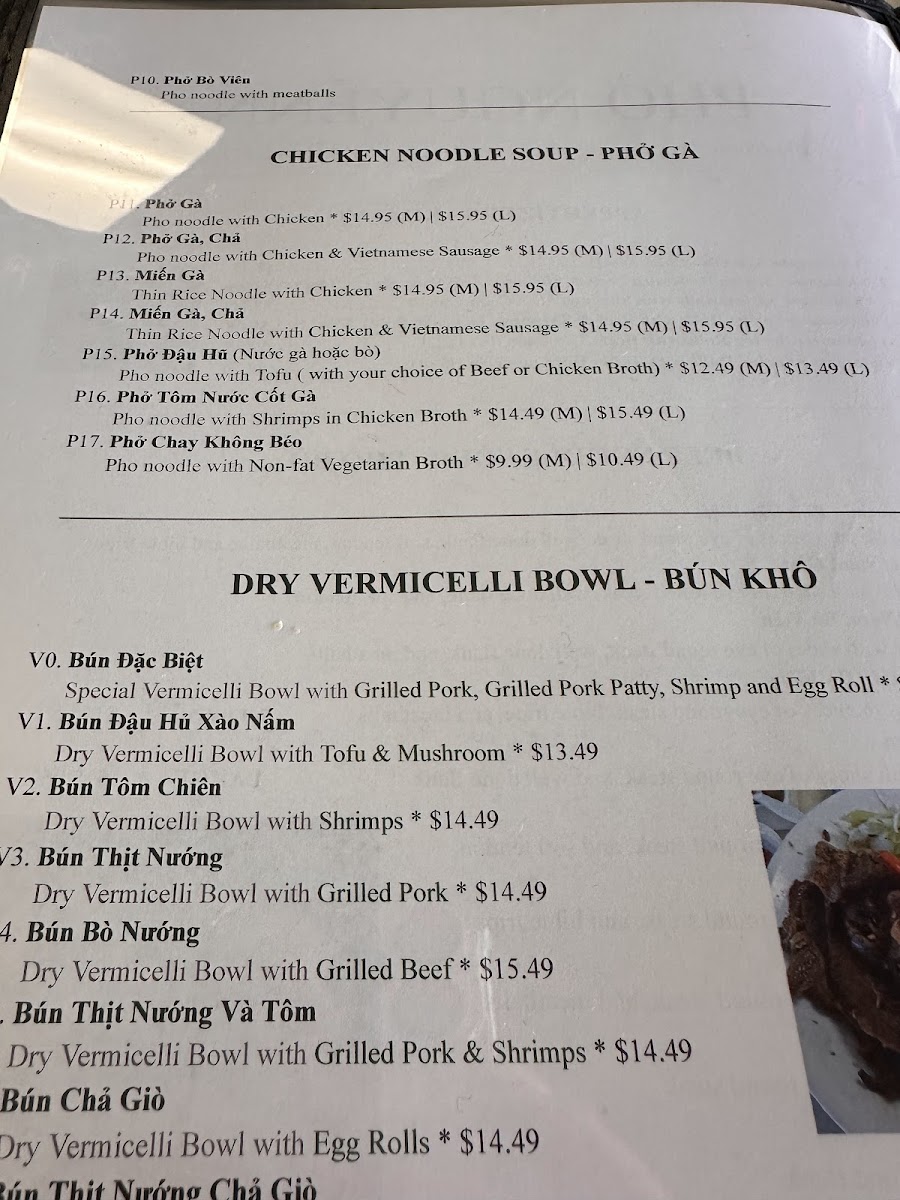 P10. Phở Bò Viên
Pho noodle with meatballs
CHICKEN NOODLE SOUP - PHỞ GÀ
P11. Phở Gà
Pho noodle with Chicken * $14.95 (M) | $15.95 (L)
P12. Phở Gà, Chả
Pho noodle with Chicken & Vietnamese Sausage * $14.95 (M) | $15.95 (L)
P13. Miến Gà
Thin Rice Noodle with Chicken * $14.95 (M) | $15.95 (L)
P14. Miến Gà, Chả
Thin Rice Noodle with Chicken & Vietnamese Sausage * $14.95 (M) | $15.95 (L)
P15. Phở Đậu Hũ (Nước gà hoặc bò)
Pho noodle with Tofu ( with your choice of Beef or Chicken Broth) * $12.49 (M) | $13.49 (L)
P16. Phở Tôm Nước Cốt Gà
Pho noodle with Shrimps in Chicken Broth * $14.49 (M) | $15.49 (L)
P17. Phở Chay Không Béo
Pho noodle with Non-fat Vegetarian Broth * $9.99 (M) | $10.49 (L)
DRY VERMICELLI BOWL - BÚN KHÔ
V0. Bún Đặc Biệt
Special Vermicelli Bowl with Grilled Pork, Grilled Pork Patty, Shrimp and Egg Roll *
V1. Bún Đậu Hủ Xào Nấm
Dry Vermicelli Bowl with Tofu & Mushroom * $13.49
V2. Bún Tôm Chiên
Dry Vermicelli Bowl with Shrimps * $14.49
V3. Bún Thịt Nướng
Dry Vermicelli Bowl with Grilled Pork * $14.49
4. Bún Bò Nướng
Dry Vermicelli Bowl with Grilled Beef * $15.49
. Bún Thịt Nướng Và Tôm
Dry Vermicelli Bowl with Grilled Pork & Shrimps * $14.49
Bún Chả Giò
Dry Vermicelli Bowl with Egg Rolls * $14.49
Bún Thịt Nướng Chả Giò